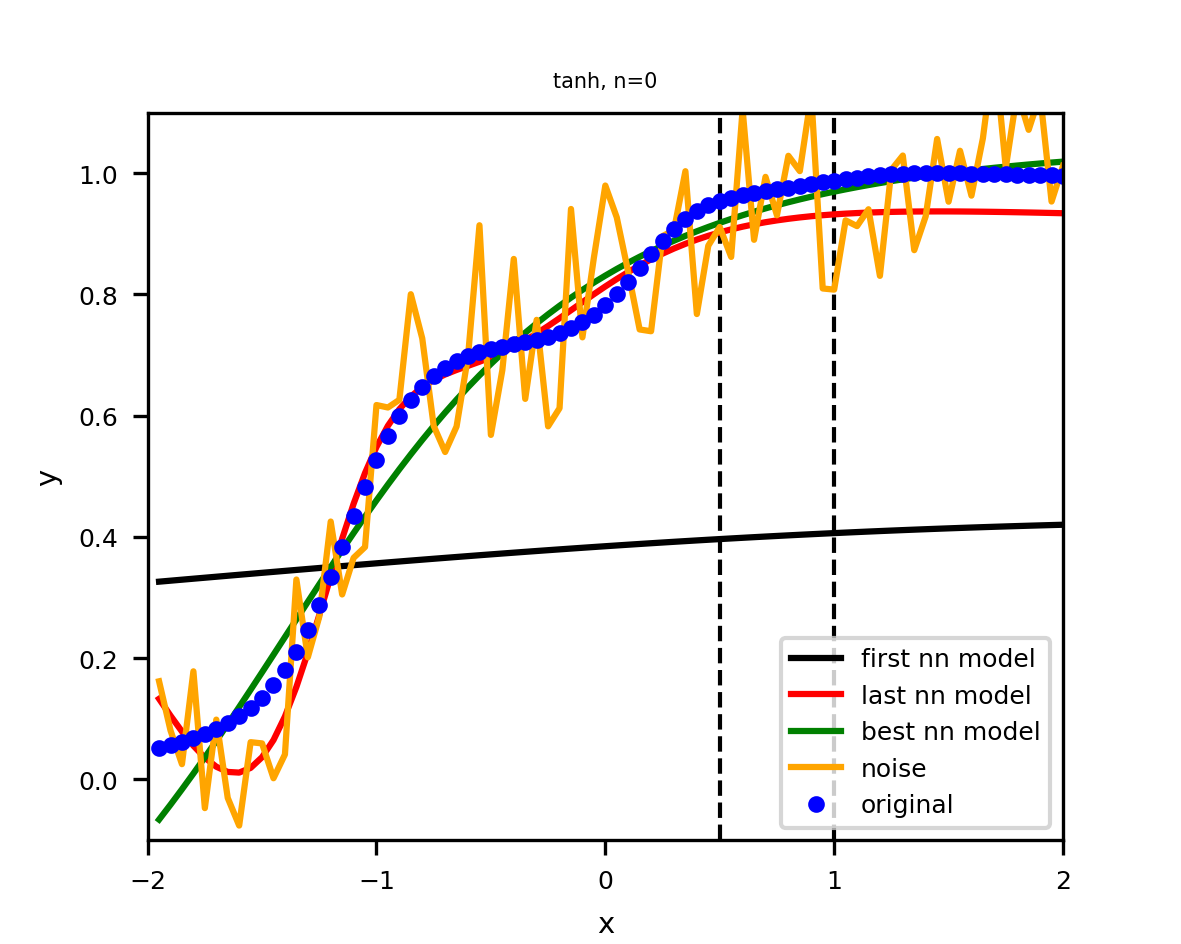 tanh, n=0
1.0
0.8
0.6
0.4
0.2
0.0
y
−2
−1
0
1
2
x
first nn model
last nn model
best nn model
noise
original